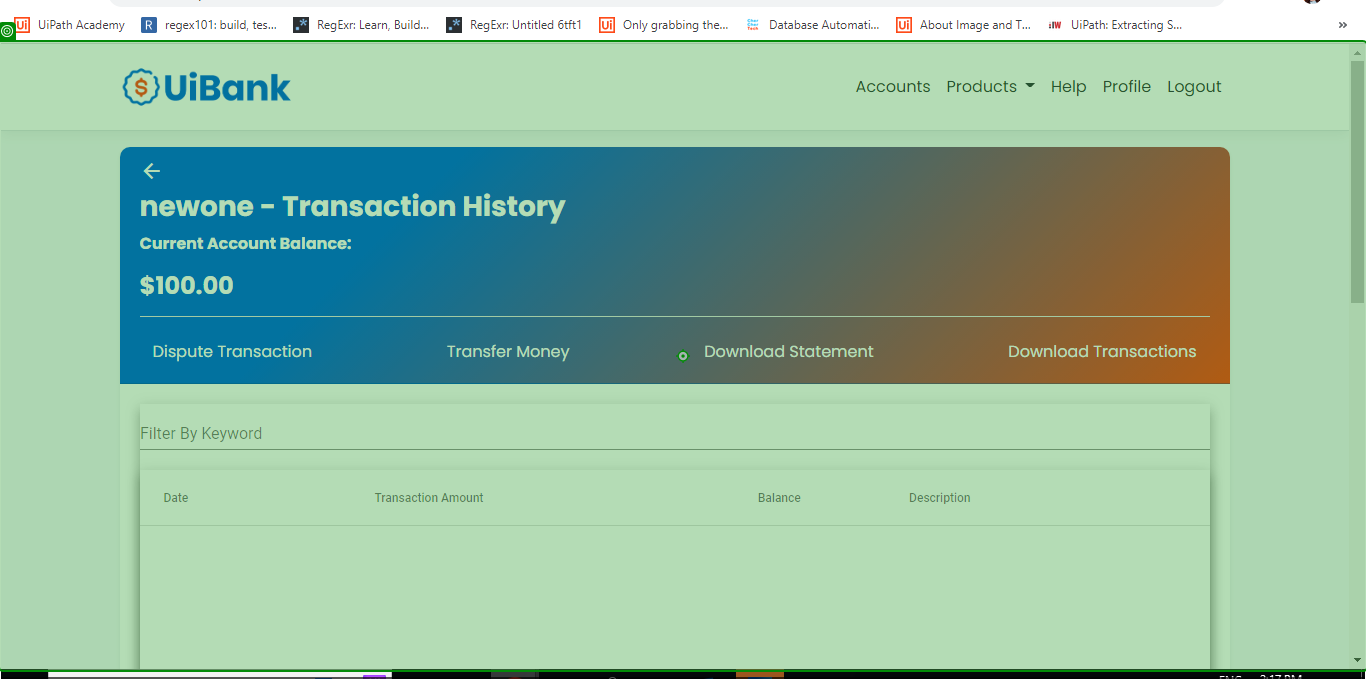 UiPath Academy
regex101: build, tes...
RegExr: Learn, Build...
RegExr: Untitled 6tft1
Only grabbing the...
Database Automati...
About Image and T...
UiPath: Extracting S...
»
UiBank
Accounts Products Help Profile Logout
newone - Transaction History
Current Account Balance:
$100.00
Dispute Transaction Transfer Money Download Statement Download Transactions
Filter By Keyword
Date Transaction Amount Balance Description